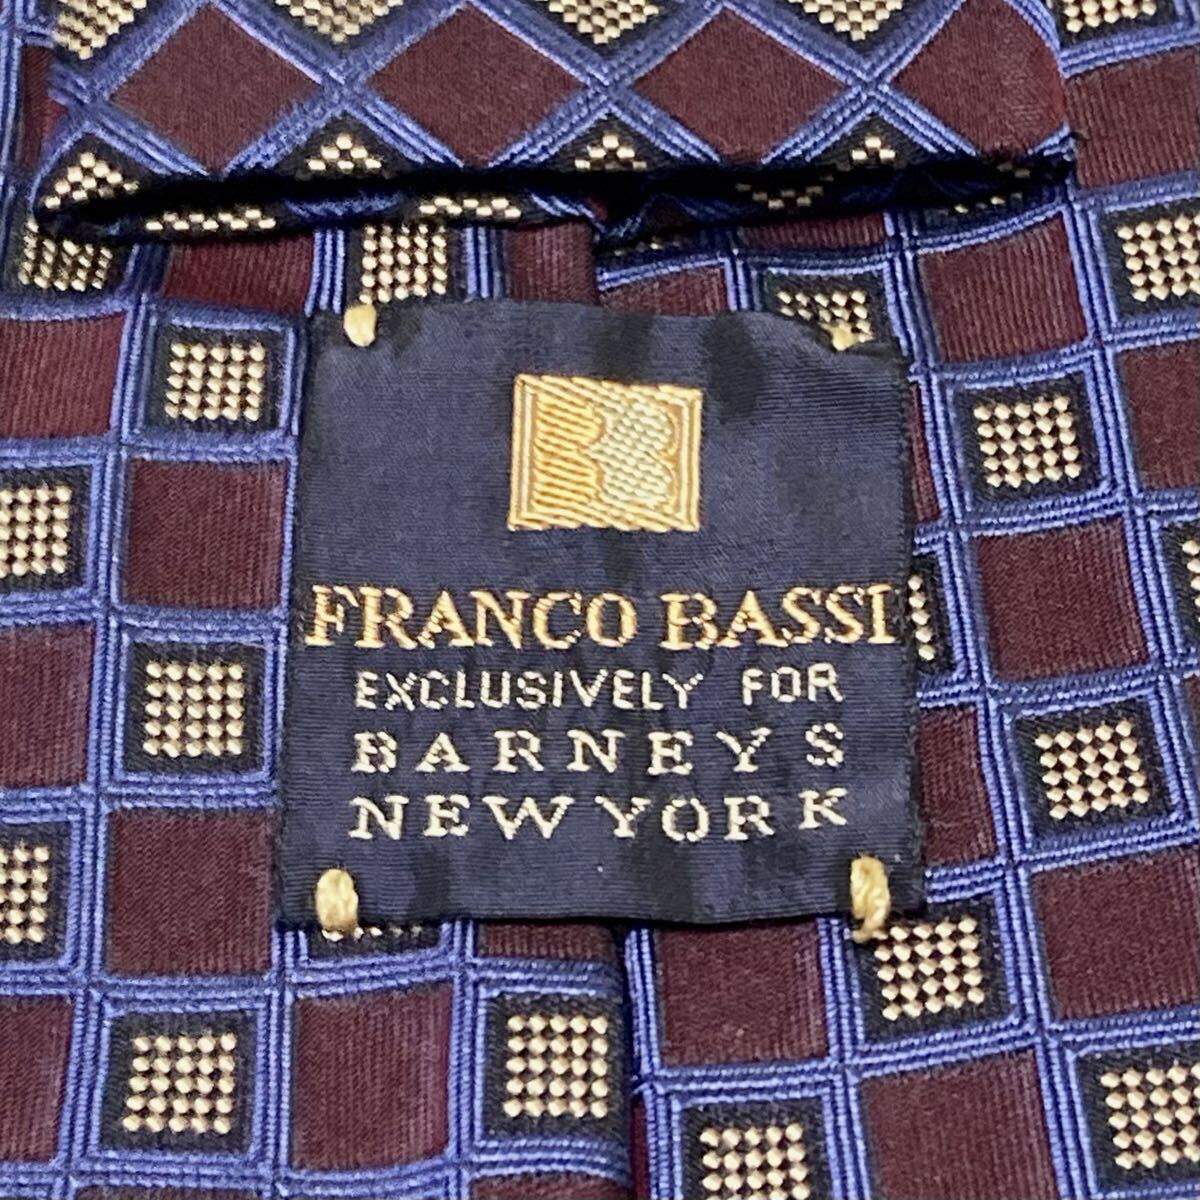 FRANCO BASSI
EXCLUSIVELY FOR
BARNEYS
NEW YORK